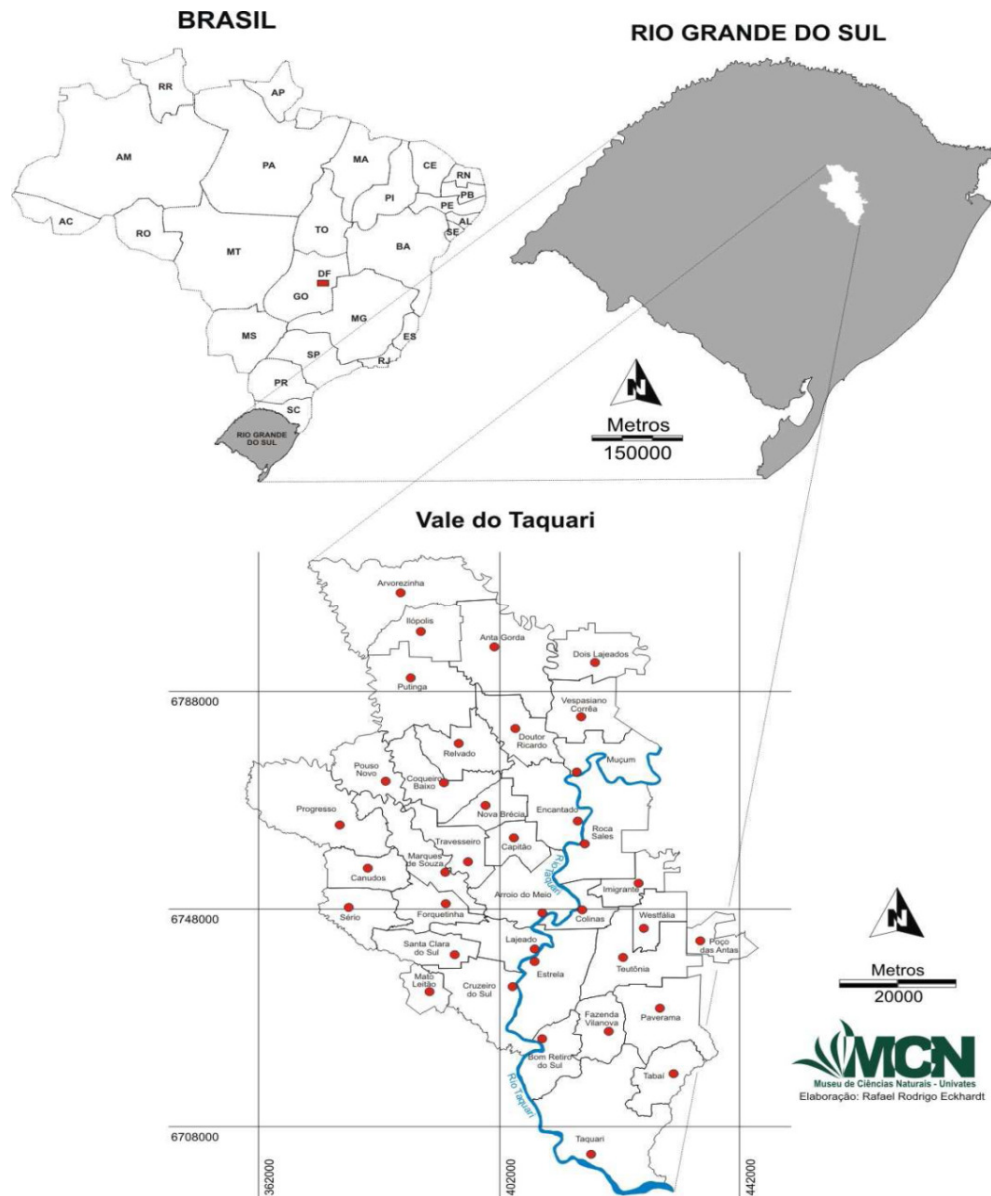 BRASIL
RIO GRANDE DO SUL
RR
AP
AM
PA
MA
CE
RN
PB
PI
PE
AL
SE
AC
RO
TO
BA
MT
DF
GO
MG
MS
ES
SP
RJ
PR
SC
RIO GRANDE
DO SUL
N
Metros
150000
Vale do Taquari
Arvorezinha
Ilópolis
Anta Gorda
Dois Lajeados
Putinga
6788000
Vespasiano
Corrêa
Doutor
Ricardo
Relvado
Muçum
Pouso
Novo
Coqueiro
Baixo
Nova Brécia
Encantado
Progresso
Roca
Sales
Travesseiro
Capitão
Marques
de Souza
Rio Taquari
Canudos
Imigrante
Arroio do Meio
Sério
Forquetinha
6748000
Colinas
Westfália
Poço
das Antas
Lajeado
Santa Clara
do Sul
Estrela
Teutônia
Mato
Leitão
Cruzeiro
do Sul
Fazenda
Vilanova
Paverama
Bom Retiro
do Sul
Tabaí
Rio Taquari
6708000
Taquari
362000
402000
442000
N
Metros
20000
MCN
Museu de Ciências Naturais - Univates
Elaboração: Rafael Rodrigo Eckhardt